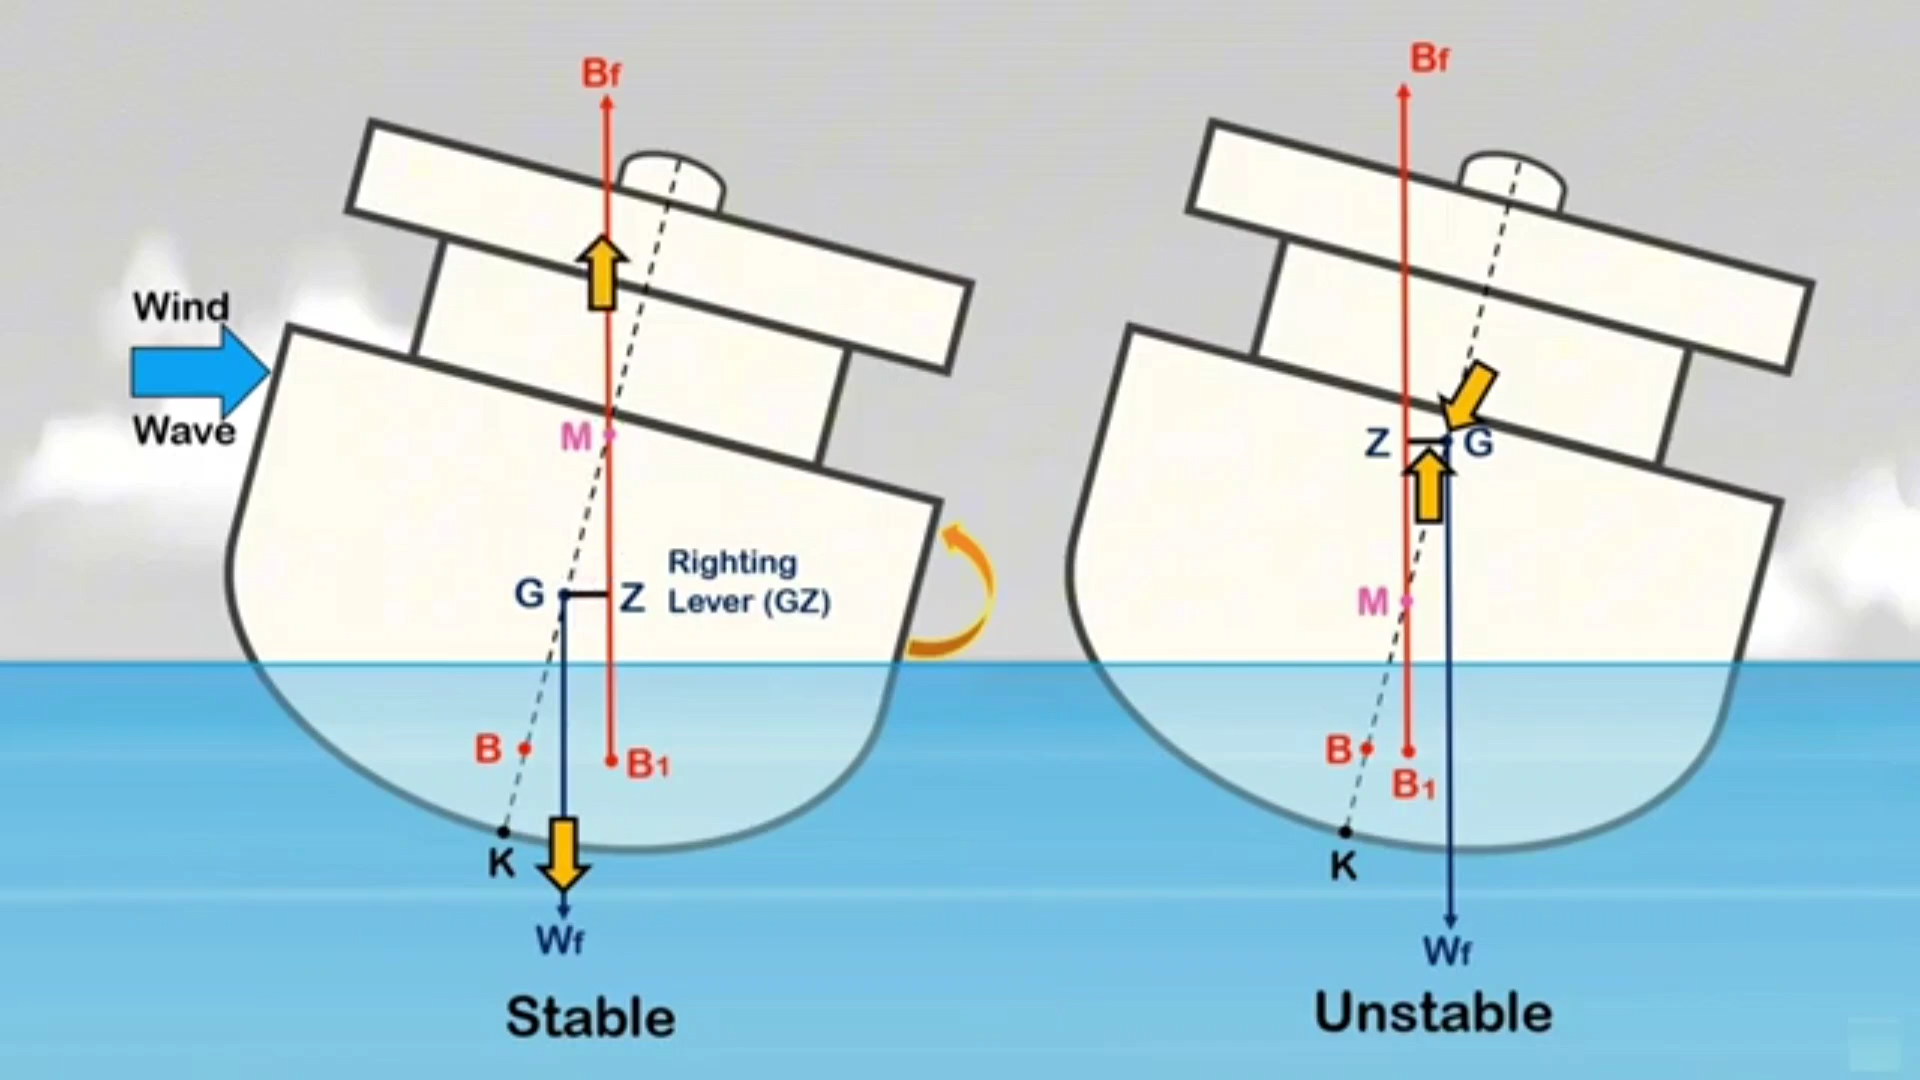 Bf
Wind
Wave
M
G
Z
Righting
Lever (GZ)
B
B1
K
Wf
Stable
Bf
Z
G
M
B
B1
K
Wf
Unstable